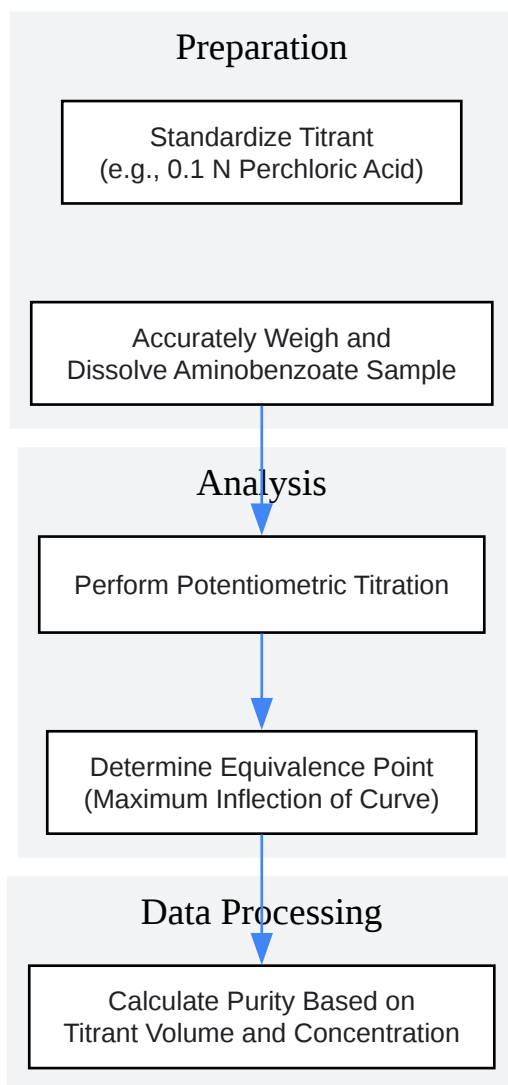 Preparation
Standardize Titrant
(e.g., 0.1 N Perchloric Acid)
Accurately Weigh and
Dissolve Aminobenzoate Sample
Analysis
Perform Potentiometric Titration
Determine Equivalence Point
(Maximum Inflection of Curve)
Data Processing
Calculate Purity Based on
Titrant Volume and Concentration